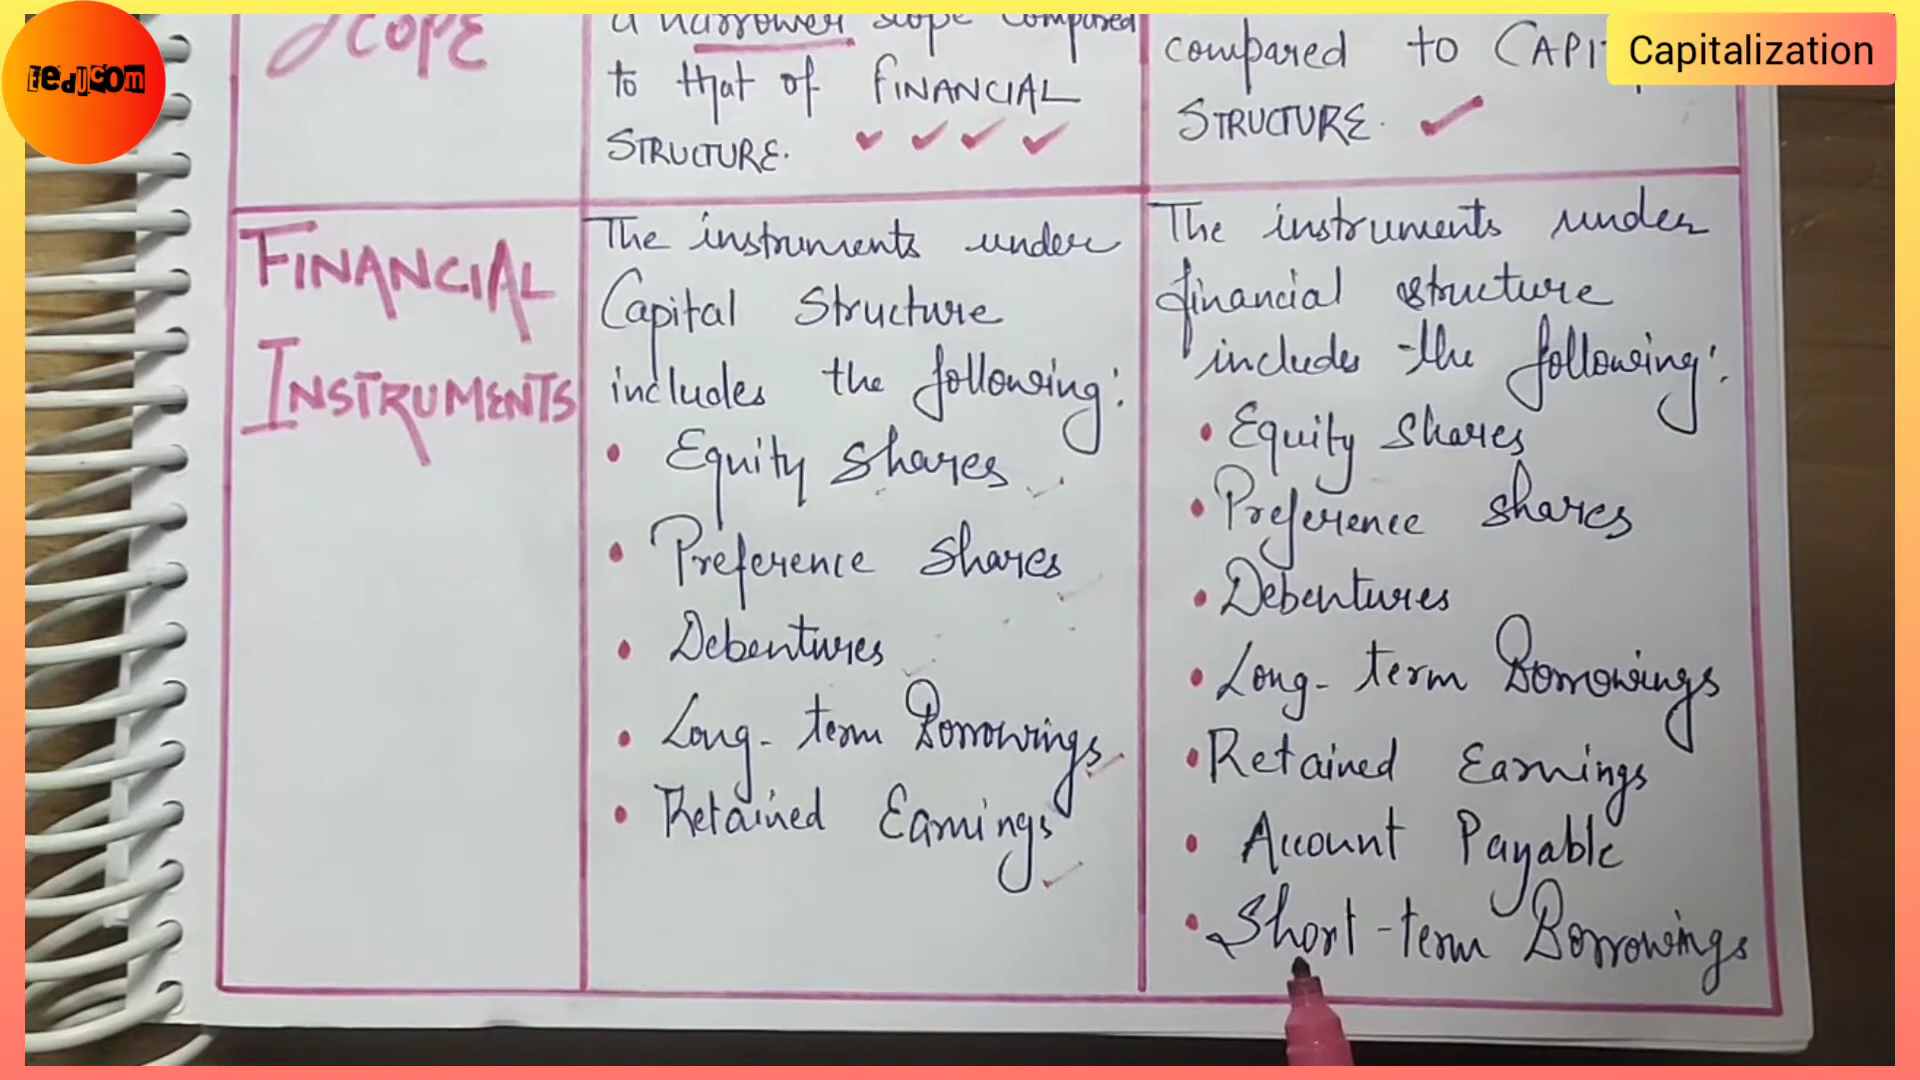 eeducom
Capitalization
SCOPE
a narrower scope compared
to that of FINANCIAL
STRUCTURE.
compared to CAPI
STRUCTURE.
FINANCIAL
INSTRUMENTS
The instruments under
Capital Structure
includes the following:
• Equity Shares
• Preference Shares
• Debentures
• Long-term Borrowings
• Retained Earnings
The instruments under
financial structure
includes the following:
• Equity Shares
• Preference Shares
• Debentures
• Long-term Borrowings
• Retained Earnings
• Account Payable
• Short-term Borrowings